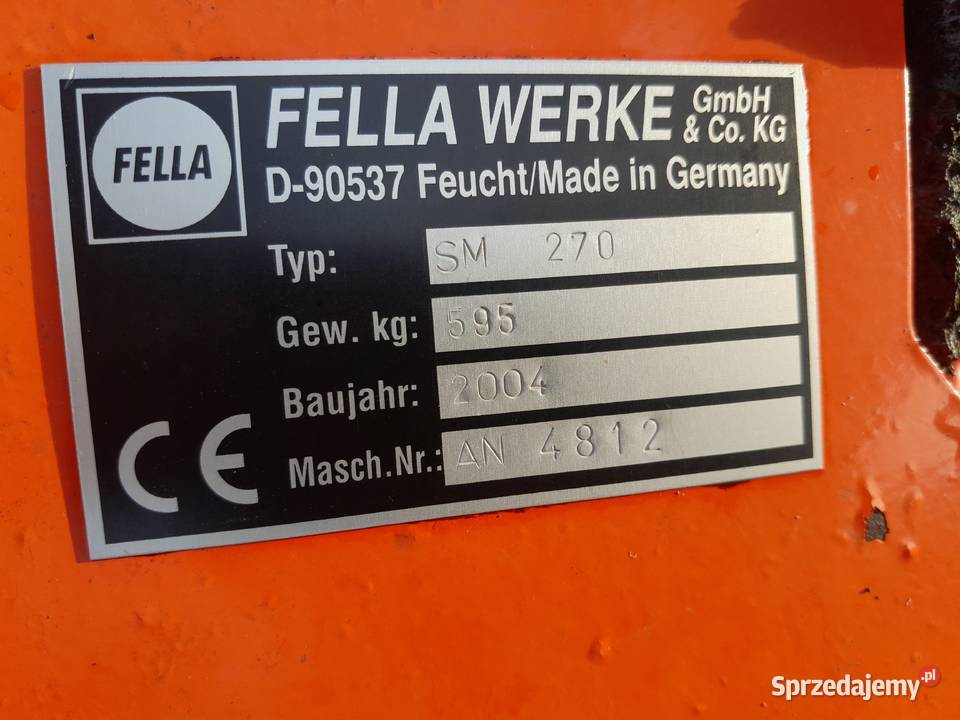 FELLA
FELLA WERKE GmbH & Co. KG
D-90537 Feucht/Made in Germany
Typ: SM 270
Gew. kg: 595
Baujahr: 2004
Masch.Nr.: AN 4812
CE
Sprzedajemy.pl